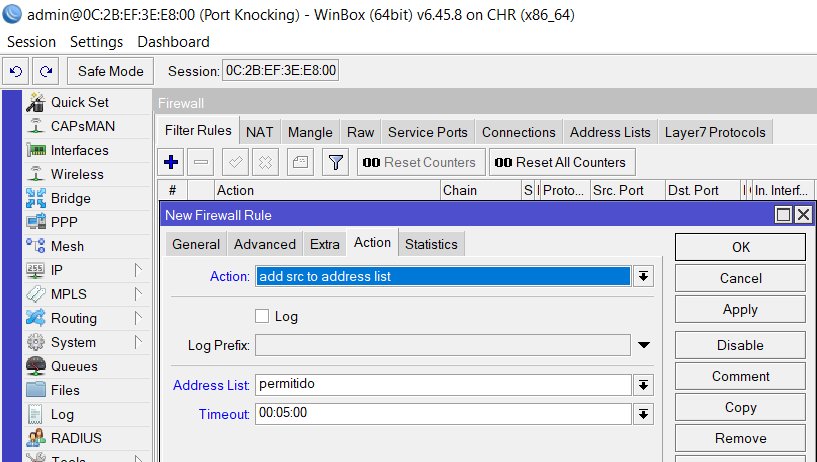 admin@0C:2B:EF:3E:E8:00 (Port Knocking) - WinBox (64bit) v6.45.8 on CHR (x86_64)
Session Settings Dashboard
Safe Mode Session: 0C:2B:EF:3E:E8:00
Quick Set
CAPsMAN
Interfaces
Wireless
Bridge
PPP
Mesh
255
IP
MPLS
Routing
System
Queues
Files
Log
RADIUS
Tools
Firewall
Filter Rules NAT Mangle Raw Service Ports Connections Address Lists Layer7 Protocols
00 Reset Counters 00 Reset All Counters
# Action Chain S Proto... Src. Port Dst. Port In. Interf...
New Firewall Rule
General Advanced Extra Action Statistics
Action: add src to address list
Log
Log Prefix:
Address List: permitido
Timeout: 00:05:00
OK
Cancel
Apply
Disable
Comment
Copy
Remove